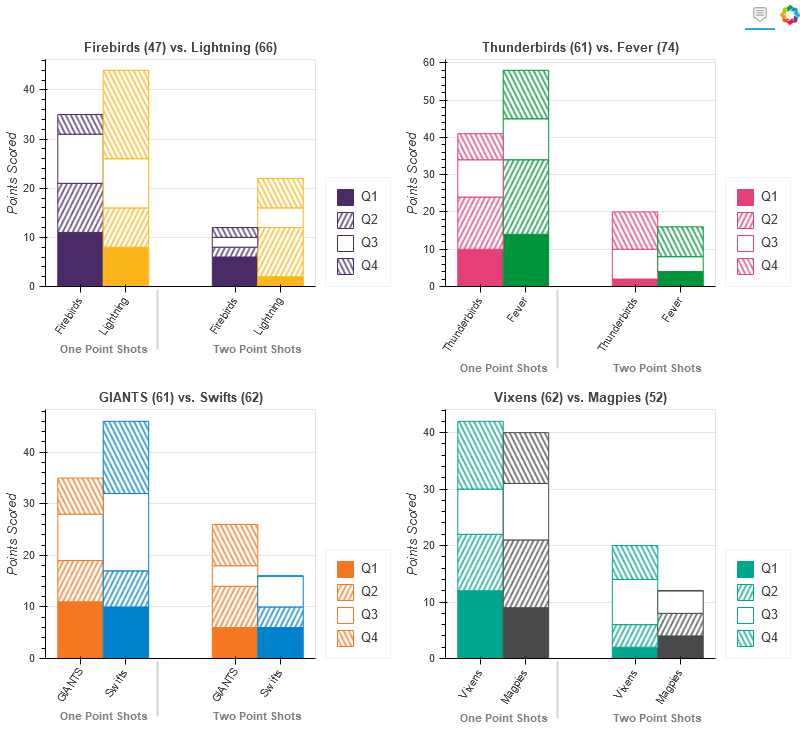 Firebirds (47) vs. Lightning (66)
Points Scored
40
30
20
10
0
Firebirds
Lightning
Firebirds
Lightning
One Point Shots
Two Point Shots
Q1
Q2
Q3
Q4
Thunderbirds (61) vs. Fever (74)
Points Scored
60
50
40
30
20
10
0
Thunderbirds
Fever
Thunderbirds
Fever
One Point Shots
Two Point Shots
Q1
Q2
Q3
Q4
GIANTS (61) vs. Swifts (62)
Points Scored
40
30
20
10
0
GIANTS
Swifts
GIANTS
Swifts
One Point Shots
Two Point Shots
Q1
Q2
Q3
Q4
Vixens (62) vs. Magpies (52)
Points Scored
40
30
20
10
0
Vixens
Magpies
Vixens
Magpies
One Point Shots
Two Point Shots
Q1
Q2
Q3
Q4